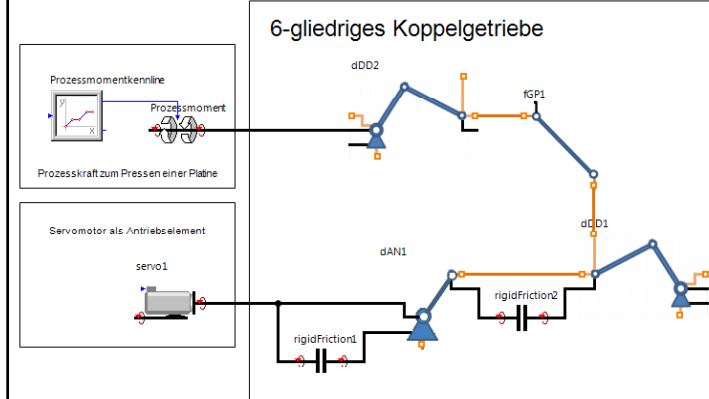 6-gliedriges Koppelgetriebe
dDD2
Prozessmomentkennline
fGP1
Prozessmoment
y
x
Prozesskraft zum Pressen einer Platine
Servomotor als Antriebselement
dDD1
dAN1
servo1
rigidFriction2
rigidFriction1